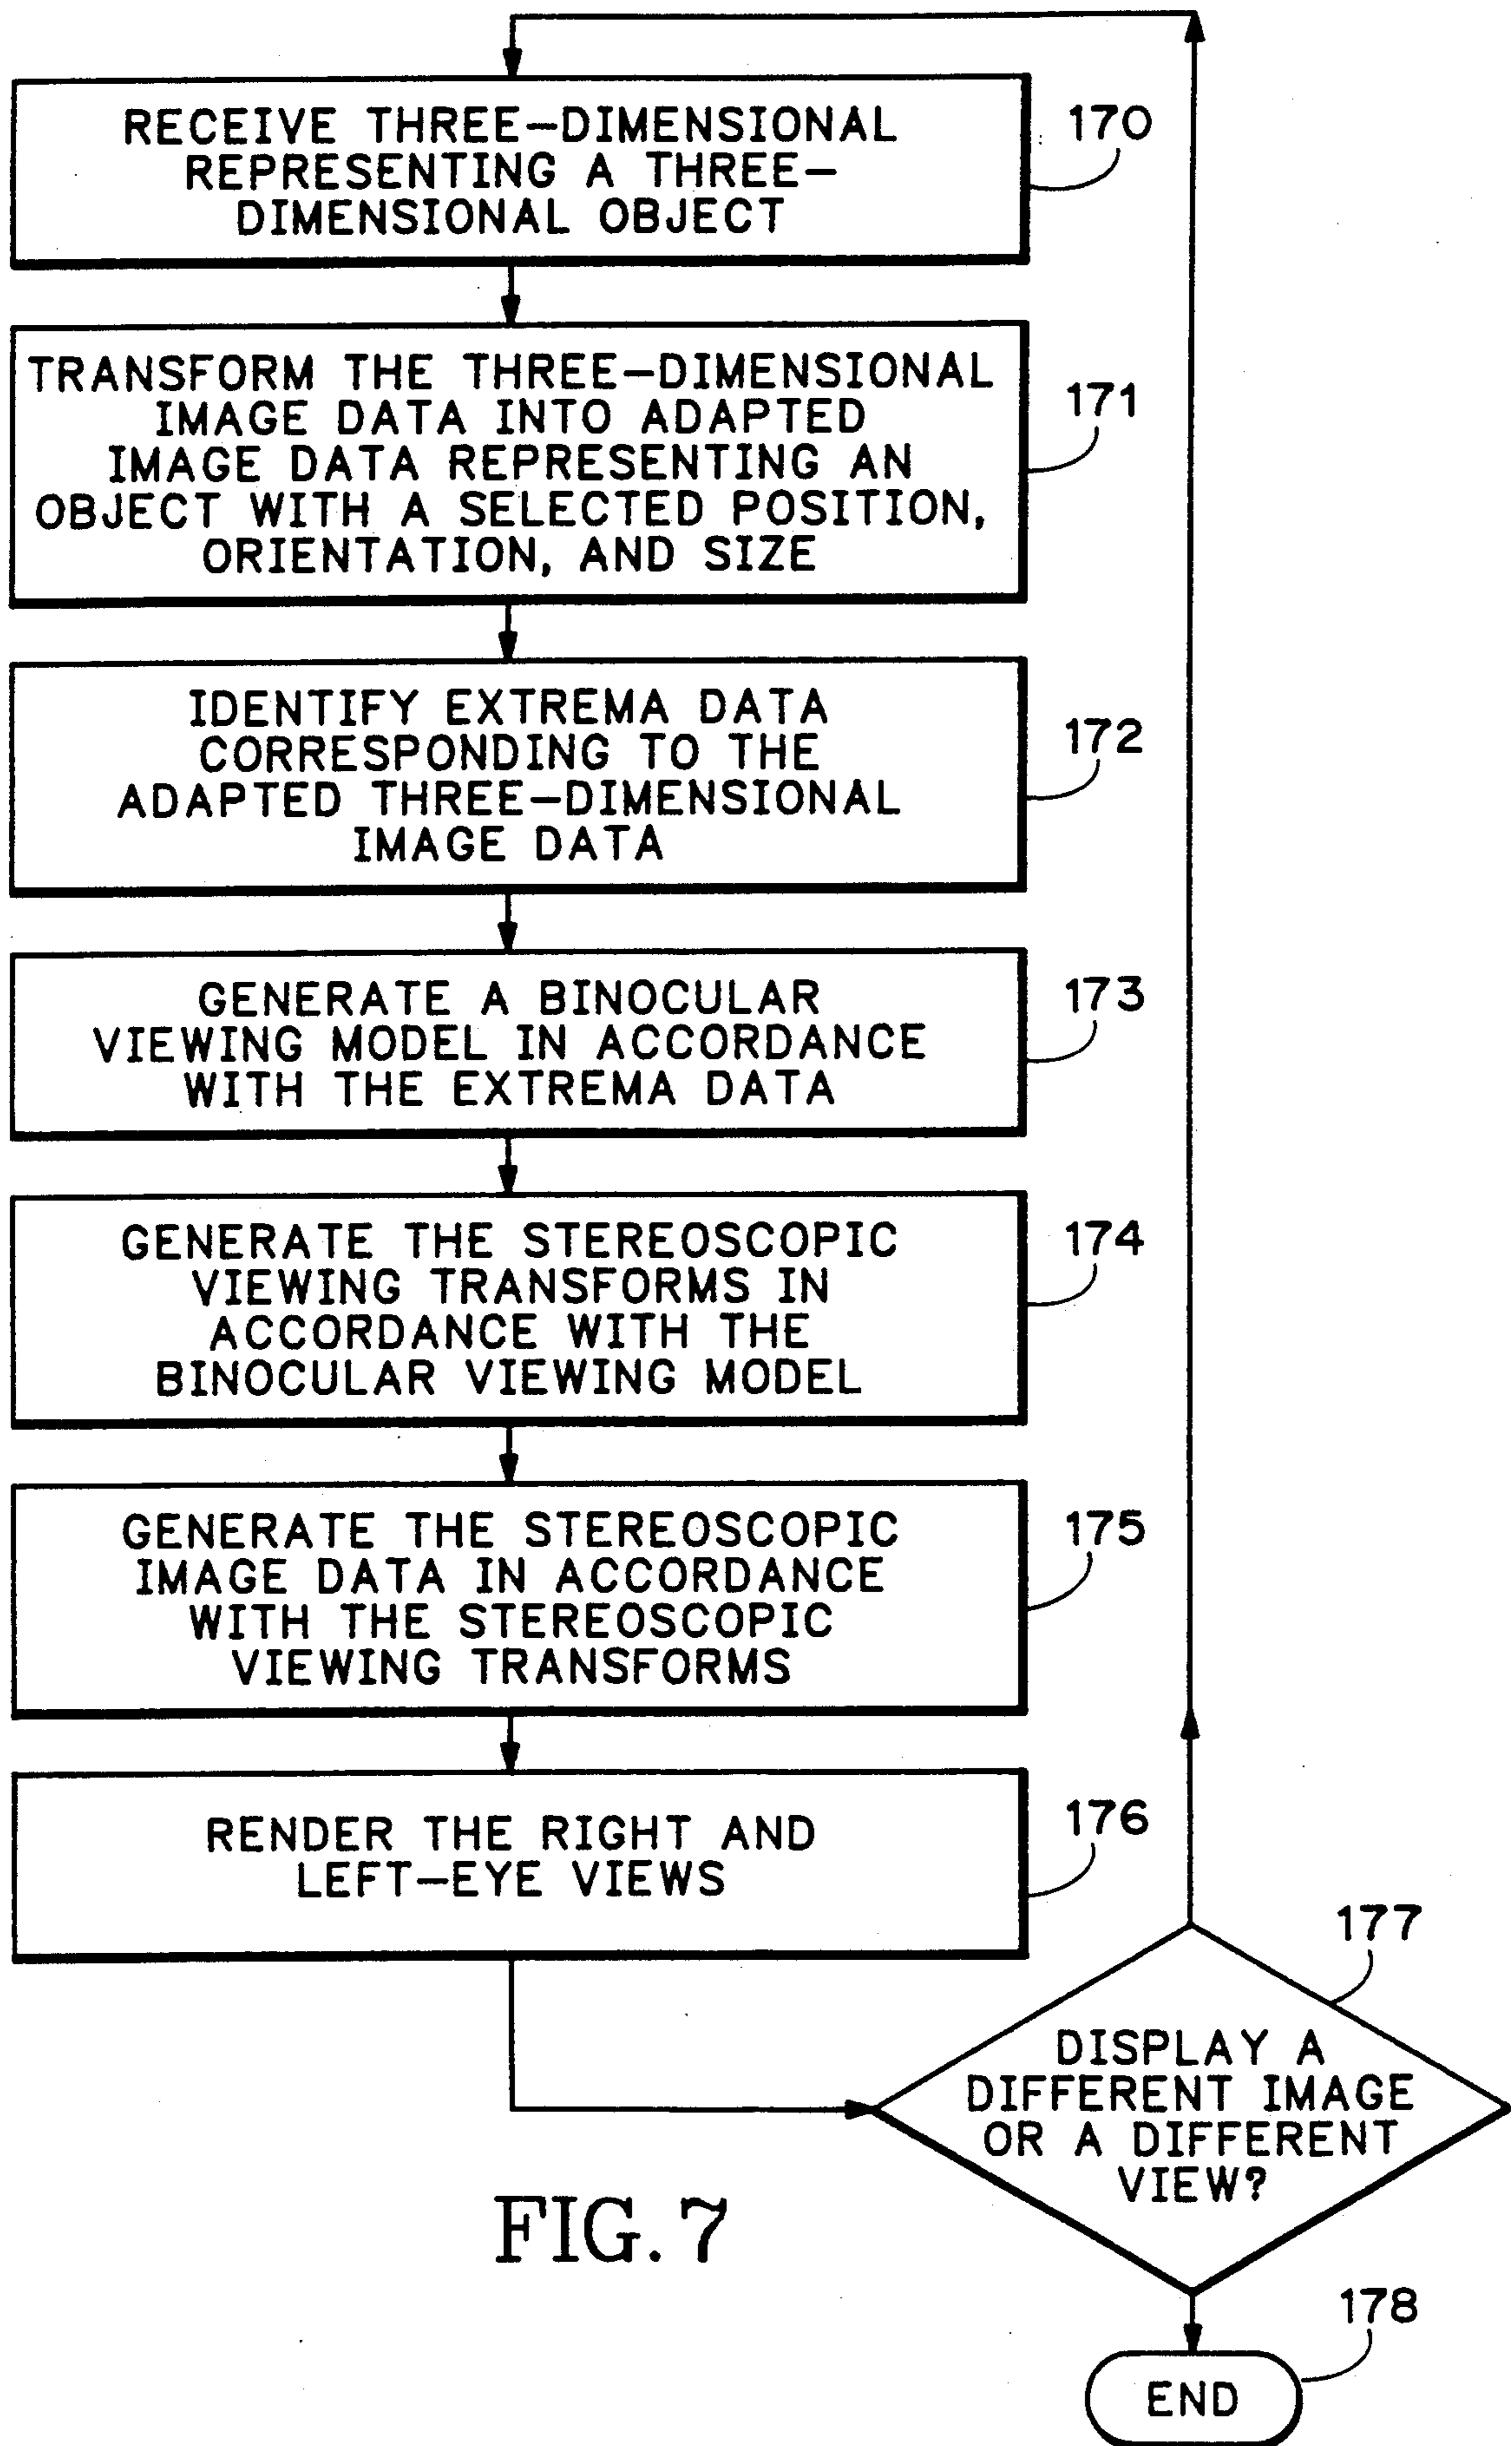 RECEIVE THREE-DIMENSIONAL
REPRESENTING A THREE-
DIMENSIONAL OBJECT
170
TRANSFORM THE THREE-DIMENSIONAL
IMAGE DATA INTO ADAPTED
IMAGE DATA REPRESENTING AN
OBJECT WITH A SELECTED POSITION,
ORIENTATION, AND SIZE
171
IDENTIFY EXTREMA DATA
CORRESPONDING TO THE
ADAPTED THREE-DIMENSIONAL
IMAGE DATA
172
GENERATE A BINOCULAR
VIEWING MODEL IN ACCORDANCE
WITH THE EXTREMA DATA
173
GENERATE THE STEREOSCOPIC
VIEWING TRANSFORMS IN
ACCORDANCE WITH THE
BINOCULAR VIEWING MODEL
174
GENERATE THE STEREOSCOPIC
IMAGE DATA IN ACCORDANCE
WITH THE STEREOSCOPIC
VIEWING TRANSFORMS
175
RENDER THE RIGHT AND
LEFT-EYE VIEWS
176
177
DISPLAY A
DIFFERENT IMAGE
OR A DIFFERENT
VIEW?
FIG. 7
178
END